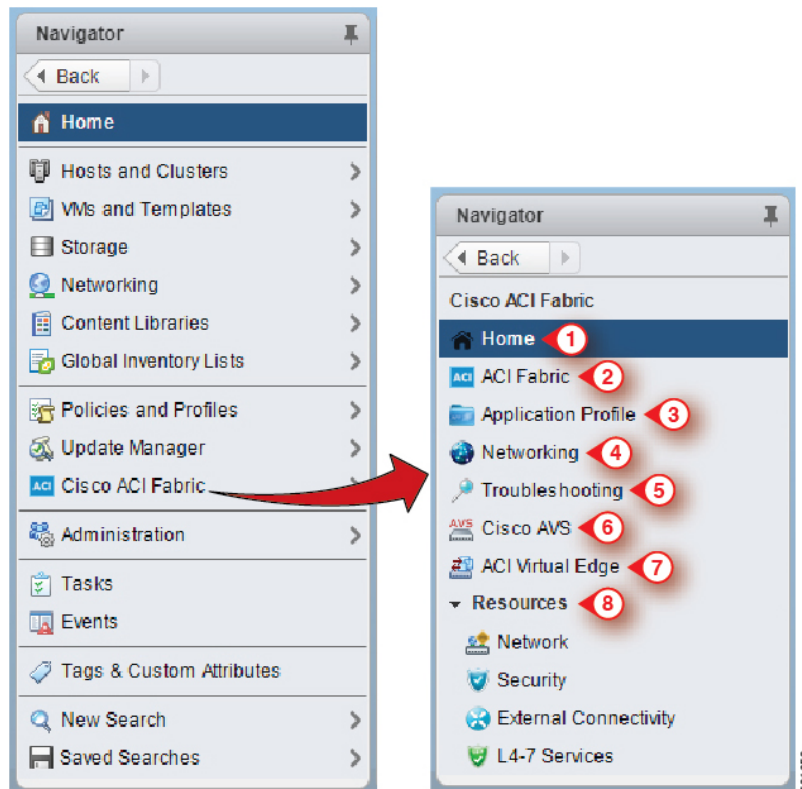 Navigator
Back
Home
Hosts and Clusters
VMs and Templates
Storage
Networking
Content Libraries
Global Inventory Lists
Policies and Profiles
Update Manager
ACI Cisco ACI Fabric
Administration
Tasks
Events
Tags & Custom Attributes
New Search
Saved Searches
Navigator
Back
Cisco ACI Fabric
Home 1
ACI ACI Fabric 2
Application Profile 3
Networking 4
Troubleshooting 5
AVS Cisco AVS 6
ACI Virtual Edge 7
Resources 8
Network
Security
External Connectivity
L4-7 Services